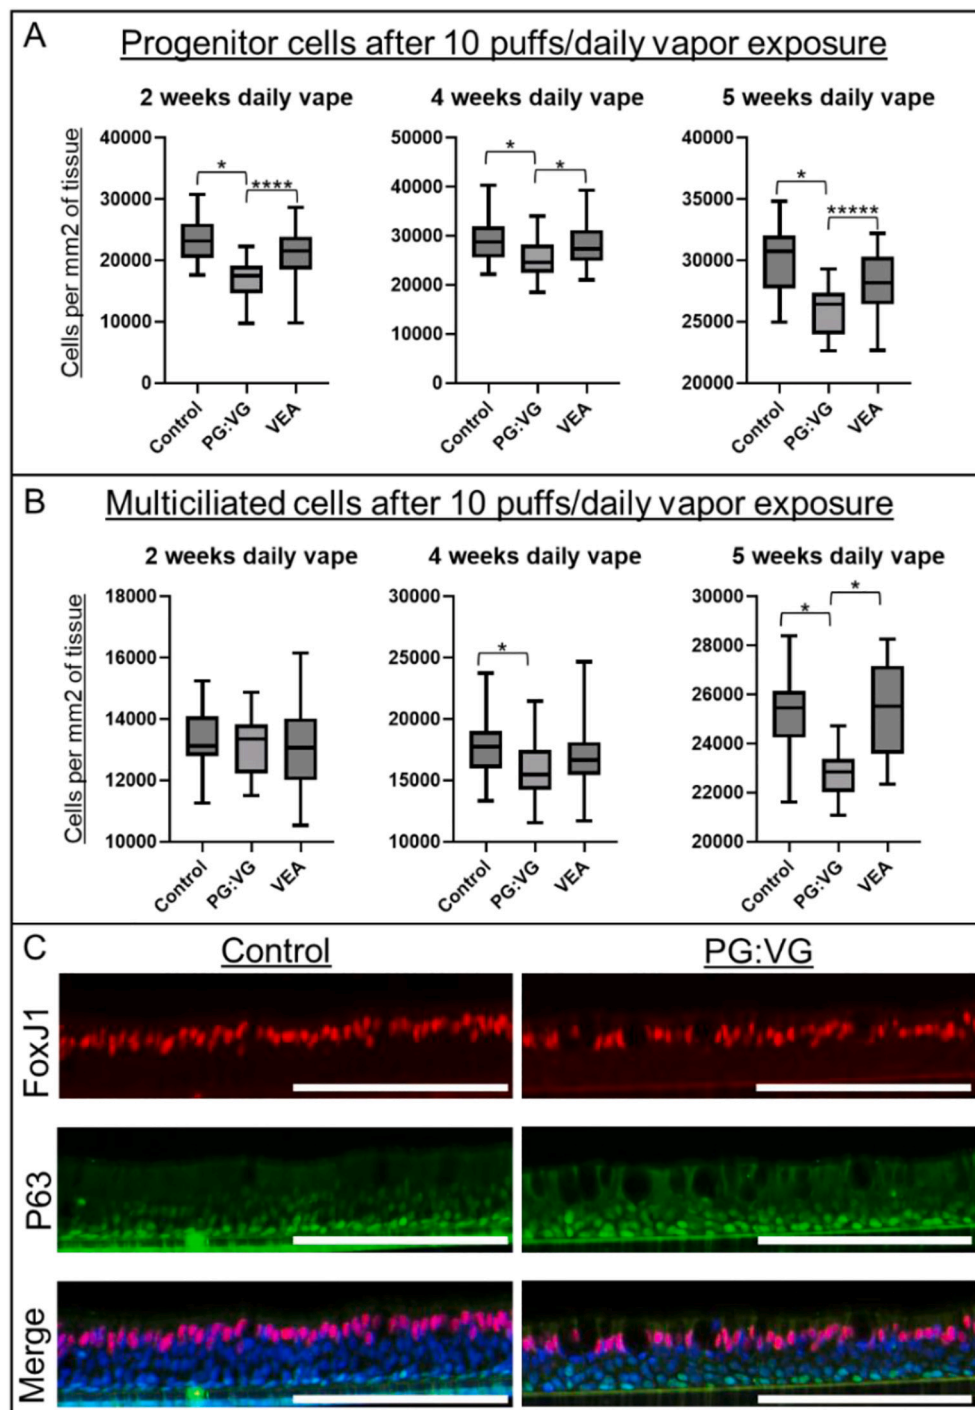 A
Progenitor cells after 10 puffs/daily vapor exposure
2 weeks daily vape
4 weeks daily vape
5 weeks daily vape
Cells per mm2 of tissue
40000
30000
20000
10000
0
* ****
Control PG:VG VEA
50000
40000
30000
20000
10000
0
* *
Control PG:VG VEA
35000
30000
25000
20000
* *****
Control PG:VG VEA
B
Multiciliated cells after 10 puffs/daily vapor exposure
2 weeks daily vape
4 weeks daily vape
5 weeks daily vape
Cells per mm2 of tissue
18000
16000
14000
12000
10000
Control PG:VG VEA
30000
25000
20000
15000
10000
*
Control PG:VG VEA
30000
28000
26000
24000
22000
20000
* *
Control PG:VG VEA
C
Control
PG:VG
FoxJ1
P63
Merge